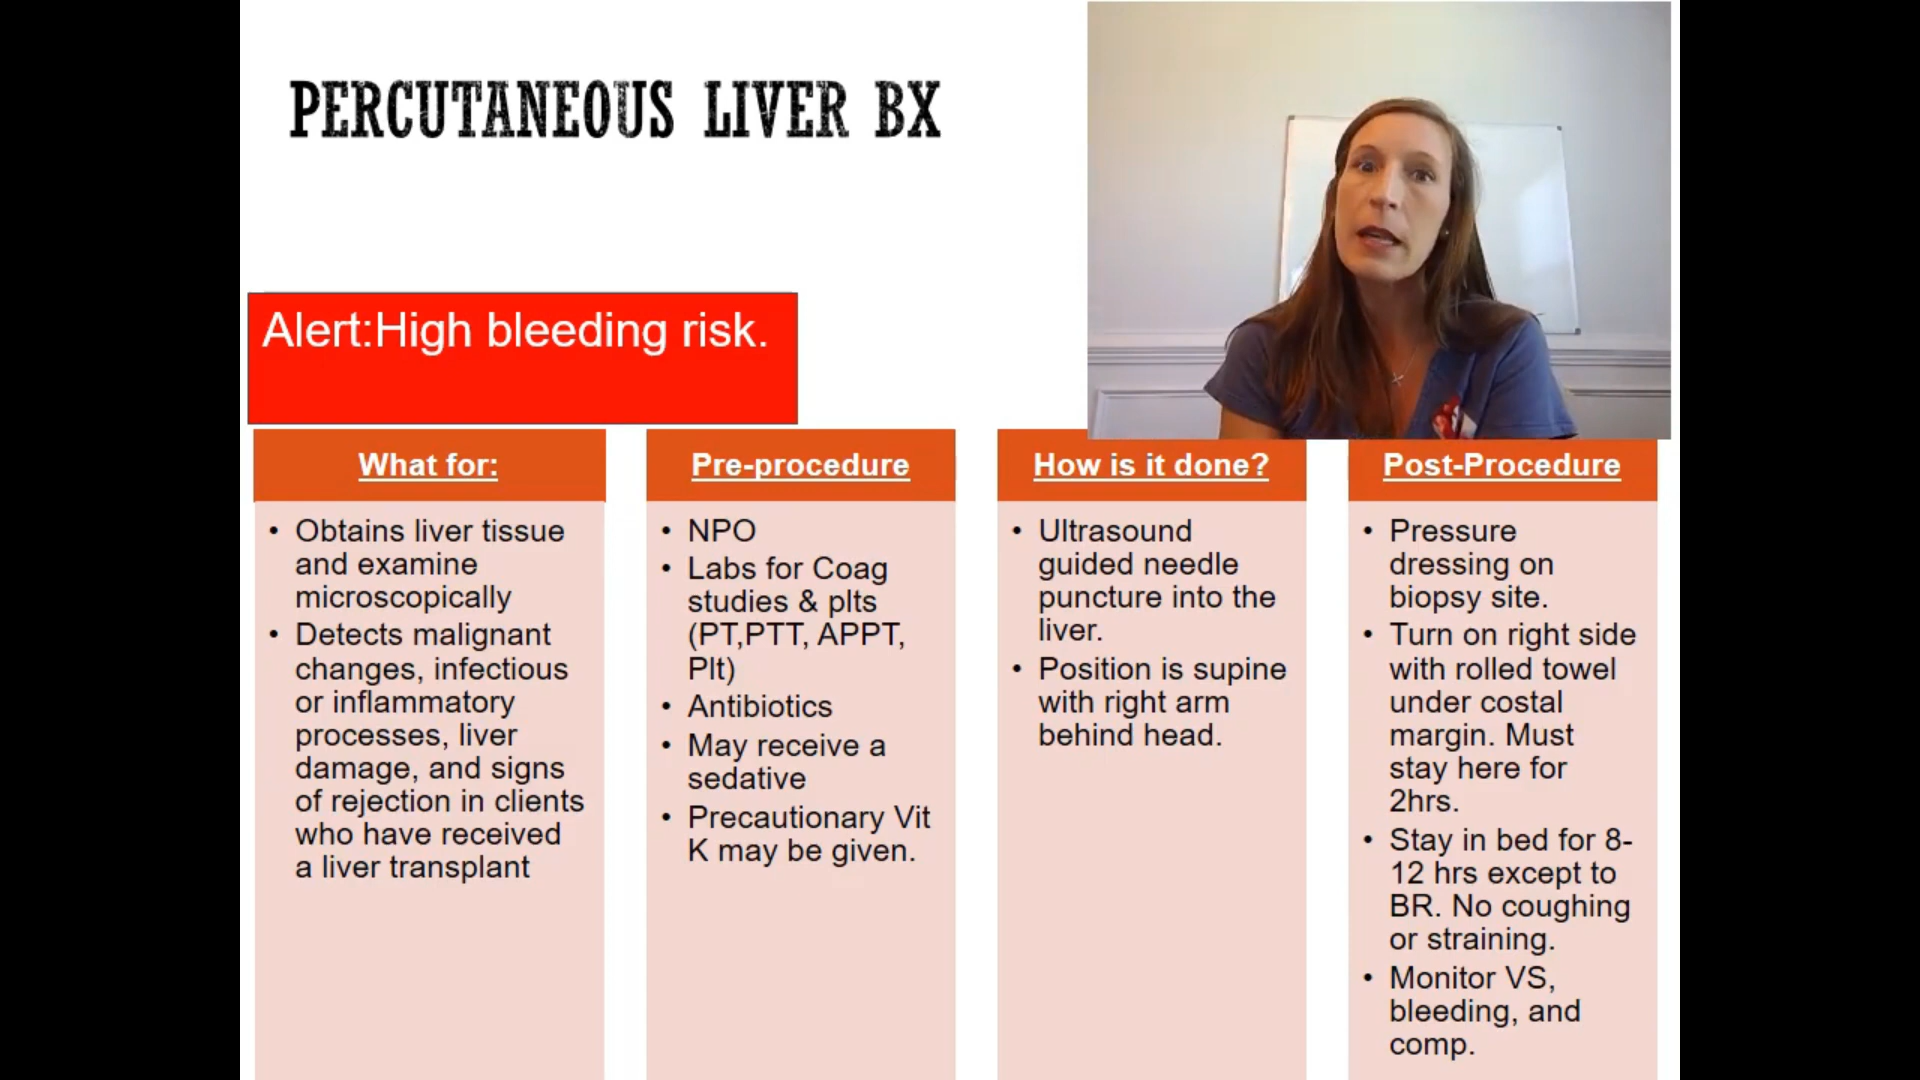 PERCUTANEOUS LIVER BX
Alert:High bleeding risk.
What for:
• Obtains liver tissue
and examine
microscopically
• Detects malignant
changes, infectious
or inflammatory
processes, liver
damage, and signs
of rejection in clients
who have received
a liver transplant
Pre-procedure
• NPO
• Labs for Coag
studies & plts
(PT,PTT, APPT,
Plt)
• Antibiotics
• May receive a
sedative
• Precautionary Vit
K may be given.
How is it done?
• Ultrasound
guided needle
puncture into the
liver.
• Position is supine
with right arm
behind head.
Post-Procedure
• Pressure
dressing on
biopsy site.
• Turn on right side
with rolled towel
under costal
margin. Must
stay here for
2hrs.
• Stay in bed for 8-
12 hrs except to
BR. No coughing
or straining.
• Monitor VS,
bleeding, and
comp.